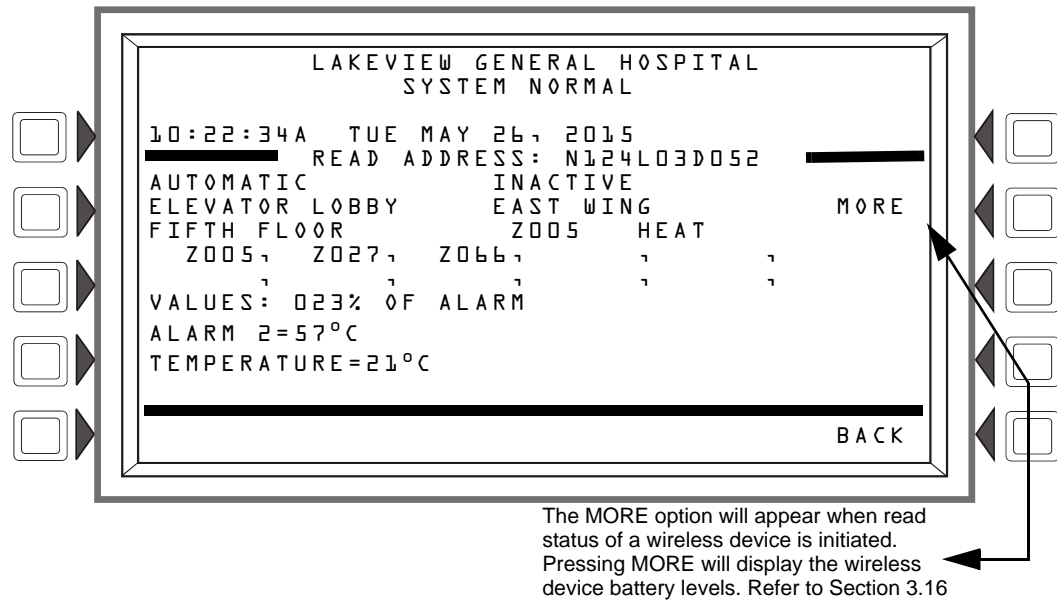 LAKEVIEW GENERAL HOSPITAL
SYSTEM NORMAL
10:22:34A TUE MAY 26, 2015
READ ADDRESS: N124L03D052
AUTOMATIC INACTIVE
ELEVATOR LOBBY EAST WING MORE
FIFTH FLOOR Z005 HEAT
Z005, Z027, Z066, , ,
, , , , ,
VALUES: 023% OF ALARM
ALARM 2=57°C
TEMPERATURE=21°C
BACK
The MORE option will appear when read
status of a wireless device is initiated.
Pressing MORE will display the wireless
device battery levels. Refer to Section 3.16